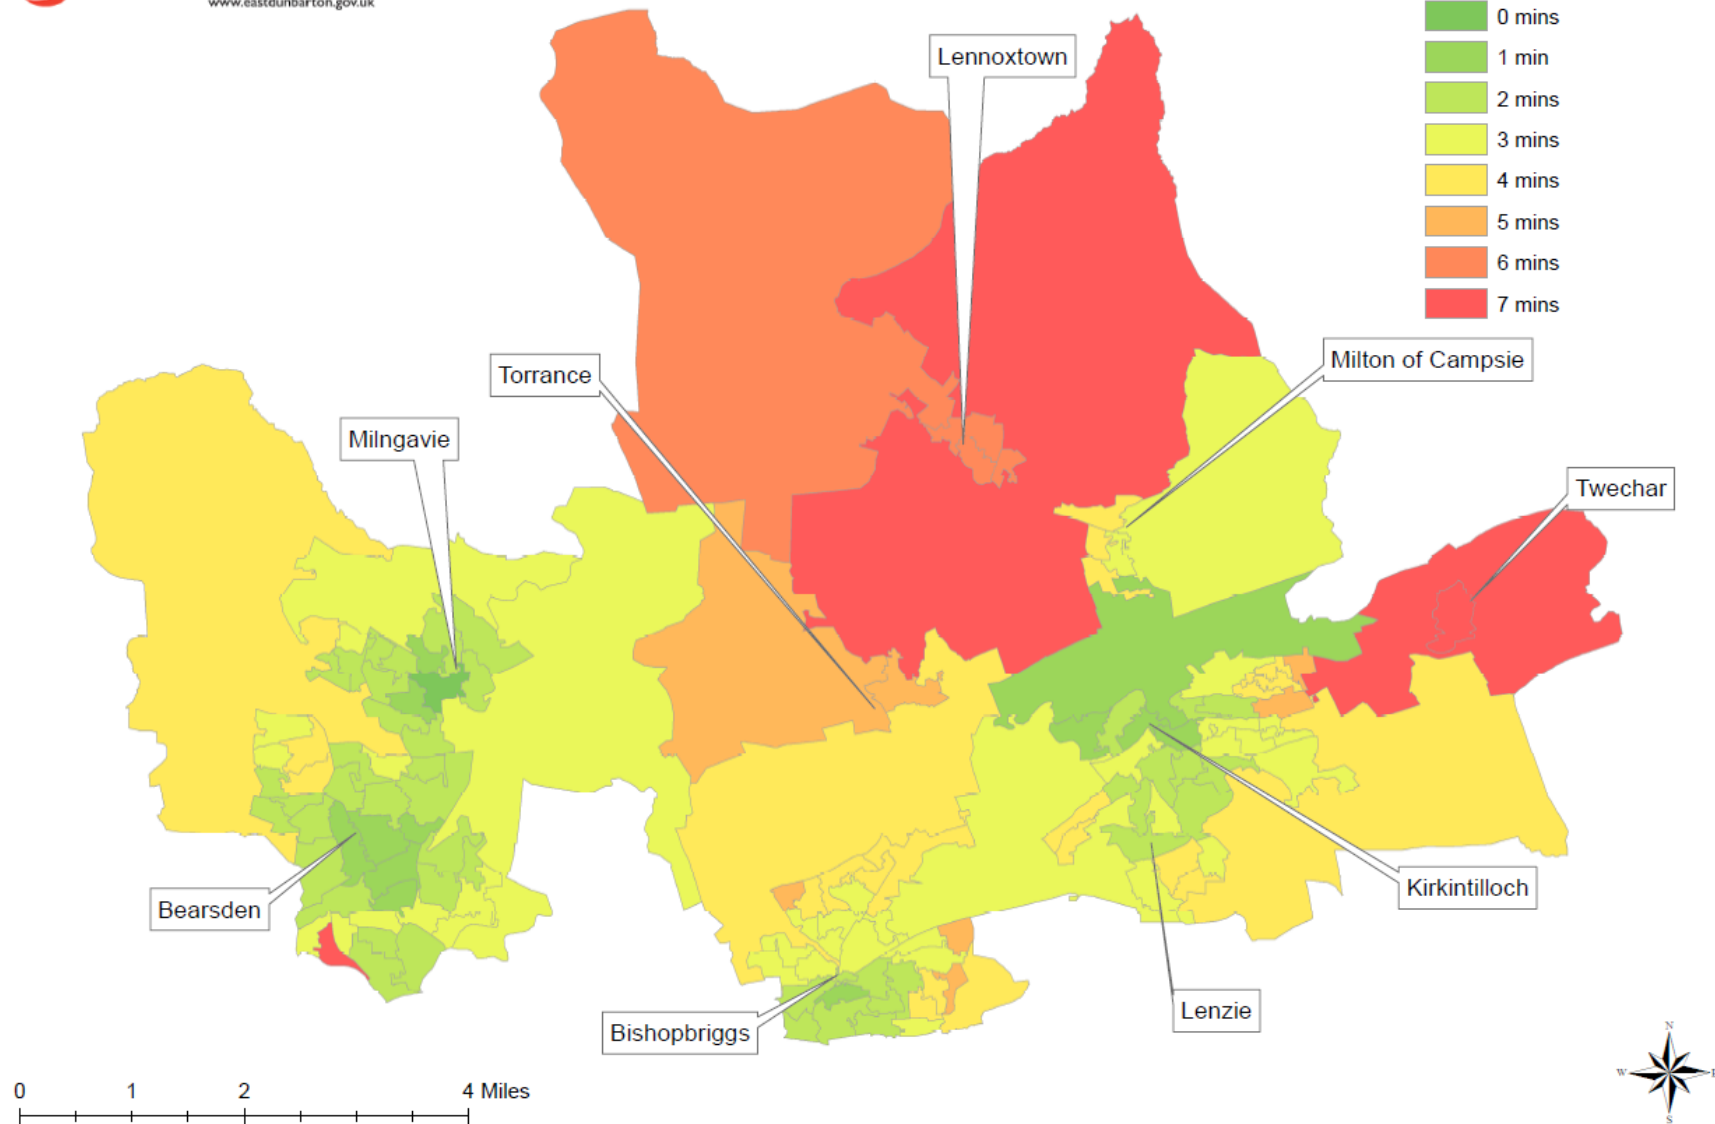 www.eastdunbarton.gov.uk
0 mins
1 min
2 mins
3 mins
4 mins
5 mins
6 mins
7 mins
Lennoxtown
Milton of Campsie
Torrance
Milngavie
Twechar
Bearsden
Kirkintilloch
Lenzie
Bishopbriggs
0 1 2 4 Miles
N
W E
S